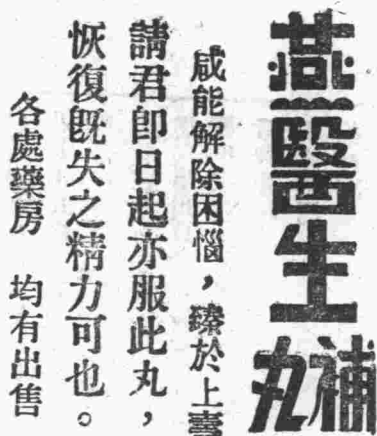 燕醫生補丸
咸能解除困惱，臻於上壽
請君即日起亦服此丸，
恢復既失之精力可也。
各處藥房 均有出售